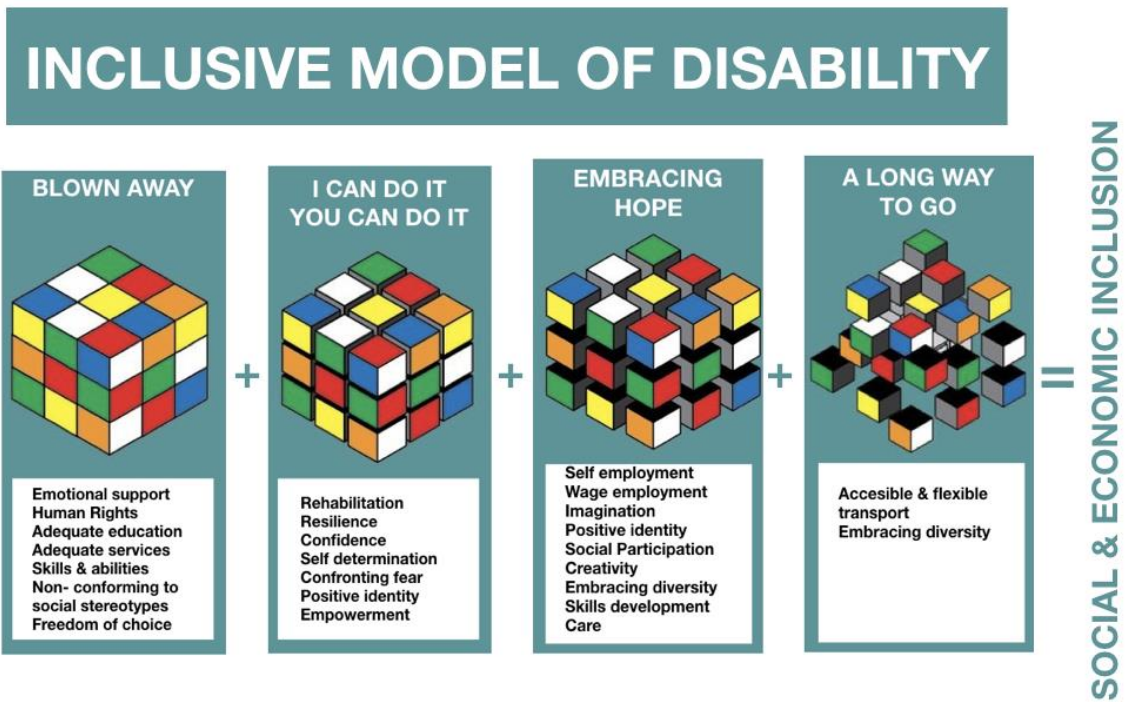 INCLUSIVE MODEL OF DISABILITY
BLOWN AWAY
Emotional support
Human Rights
Adequate education
Adequate services
Skills & abilities
Non- conforming to
social stereotypes
Freedom of choice
+
I CAN DO IT
YOU CAN DO IT
Rehabilitation
Resilience
Confidence
Self determination
Confronting fear
Positive identity
Empowerment
+
EMBRACING
HOPE
Self employment
Wage employment
Imagination
Positive identity
Social Participation
Creativity
Embracing diversity
Skills development
Care
+
A LONG WAY
TO GO
Accesible & flexible
transport
Embracing diversity
=
SOCIAL & ECONOMIC INCLUSION